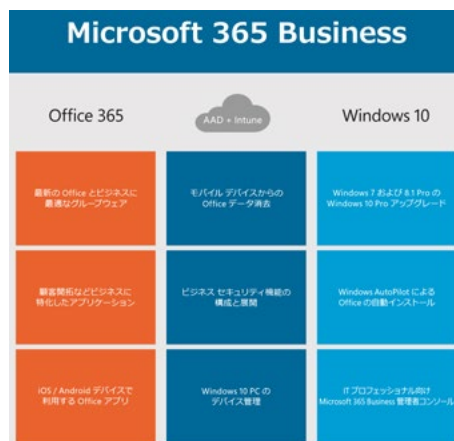 Microsoft 365 Business
Office 365
AAD + Intune
Windows 10
最新の Office とビジネスに
最適なグループウェア
モバイル デバイスからの
Office データ消去
Windows 7 および 8.1 Pro の
Windows 10 Pro アップグレード
顧客開拓などビジネスに
特化したアプリケーション
ビジネス セキュリティ機能の
構成と展開
Windows AutoPilot による
Office の自動インストール
iOS / Android デバイスで
利用する Office アプリ
Windows 10 PC の
デバイス管理
IT プロフェッショナル向け
Microsoft 365 Business 管理者コンソール